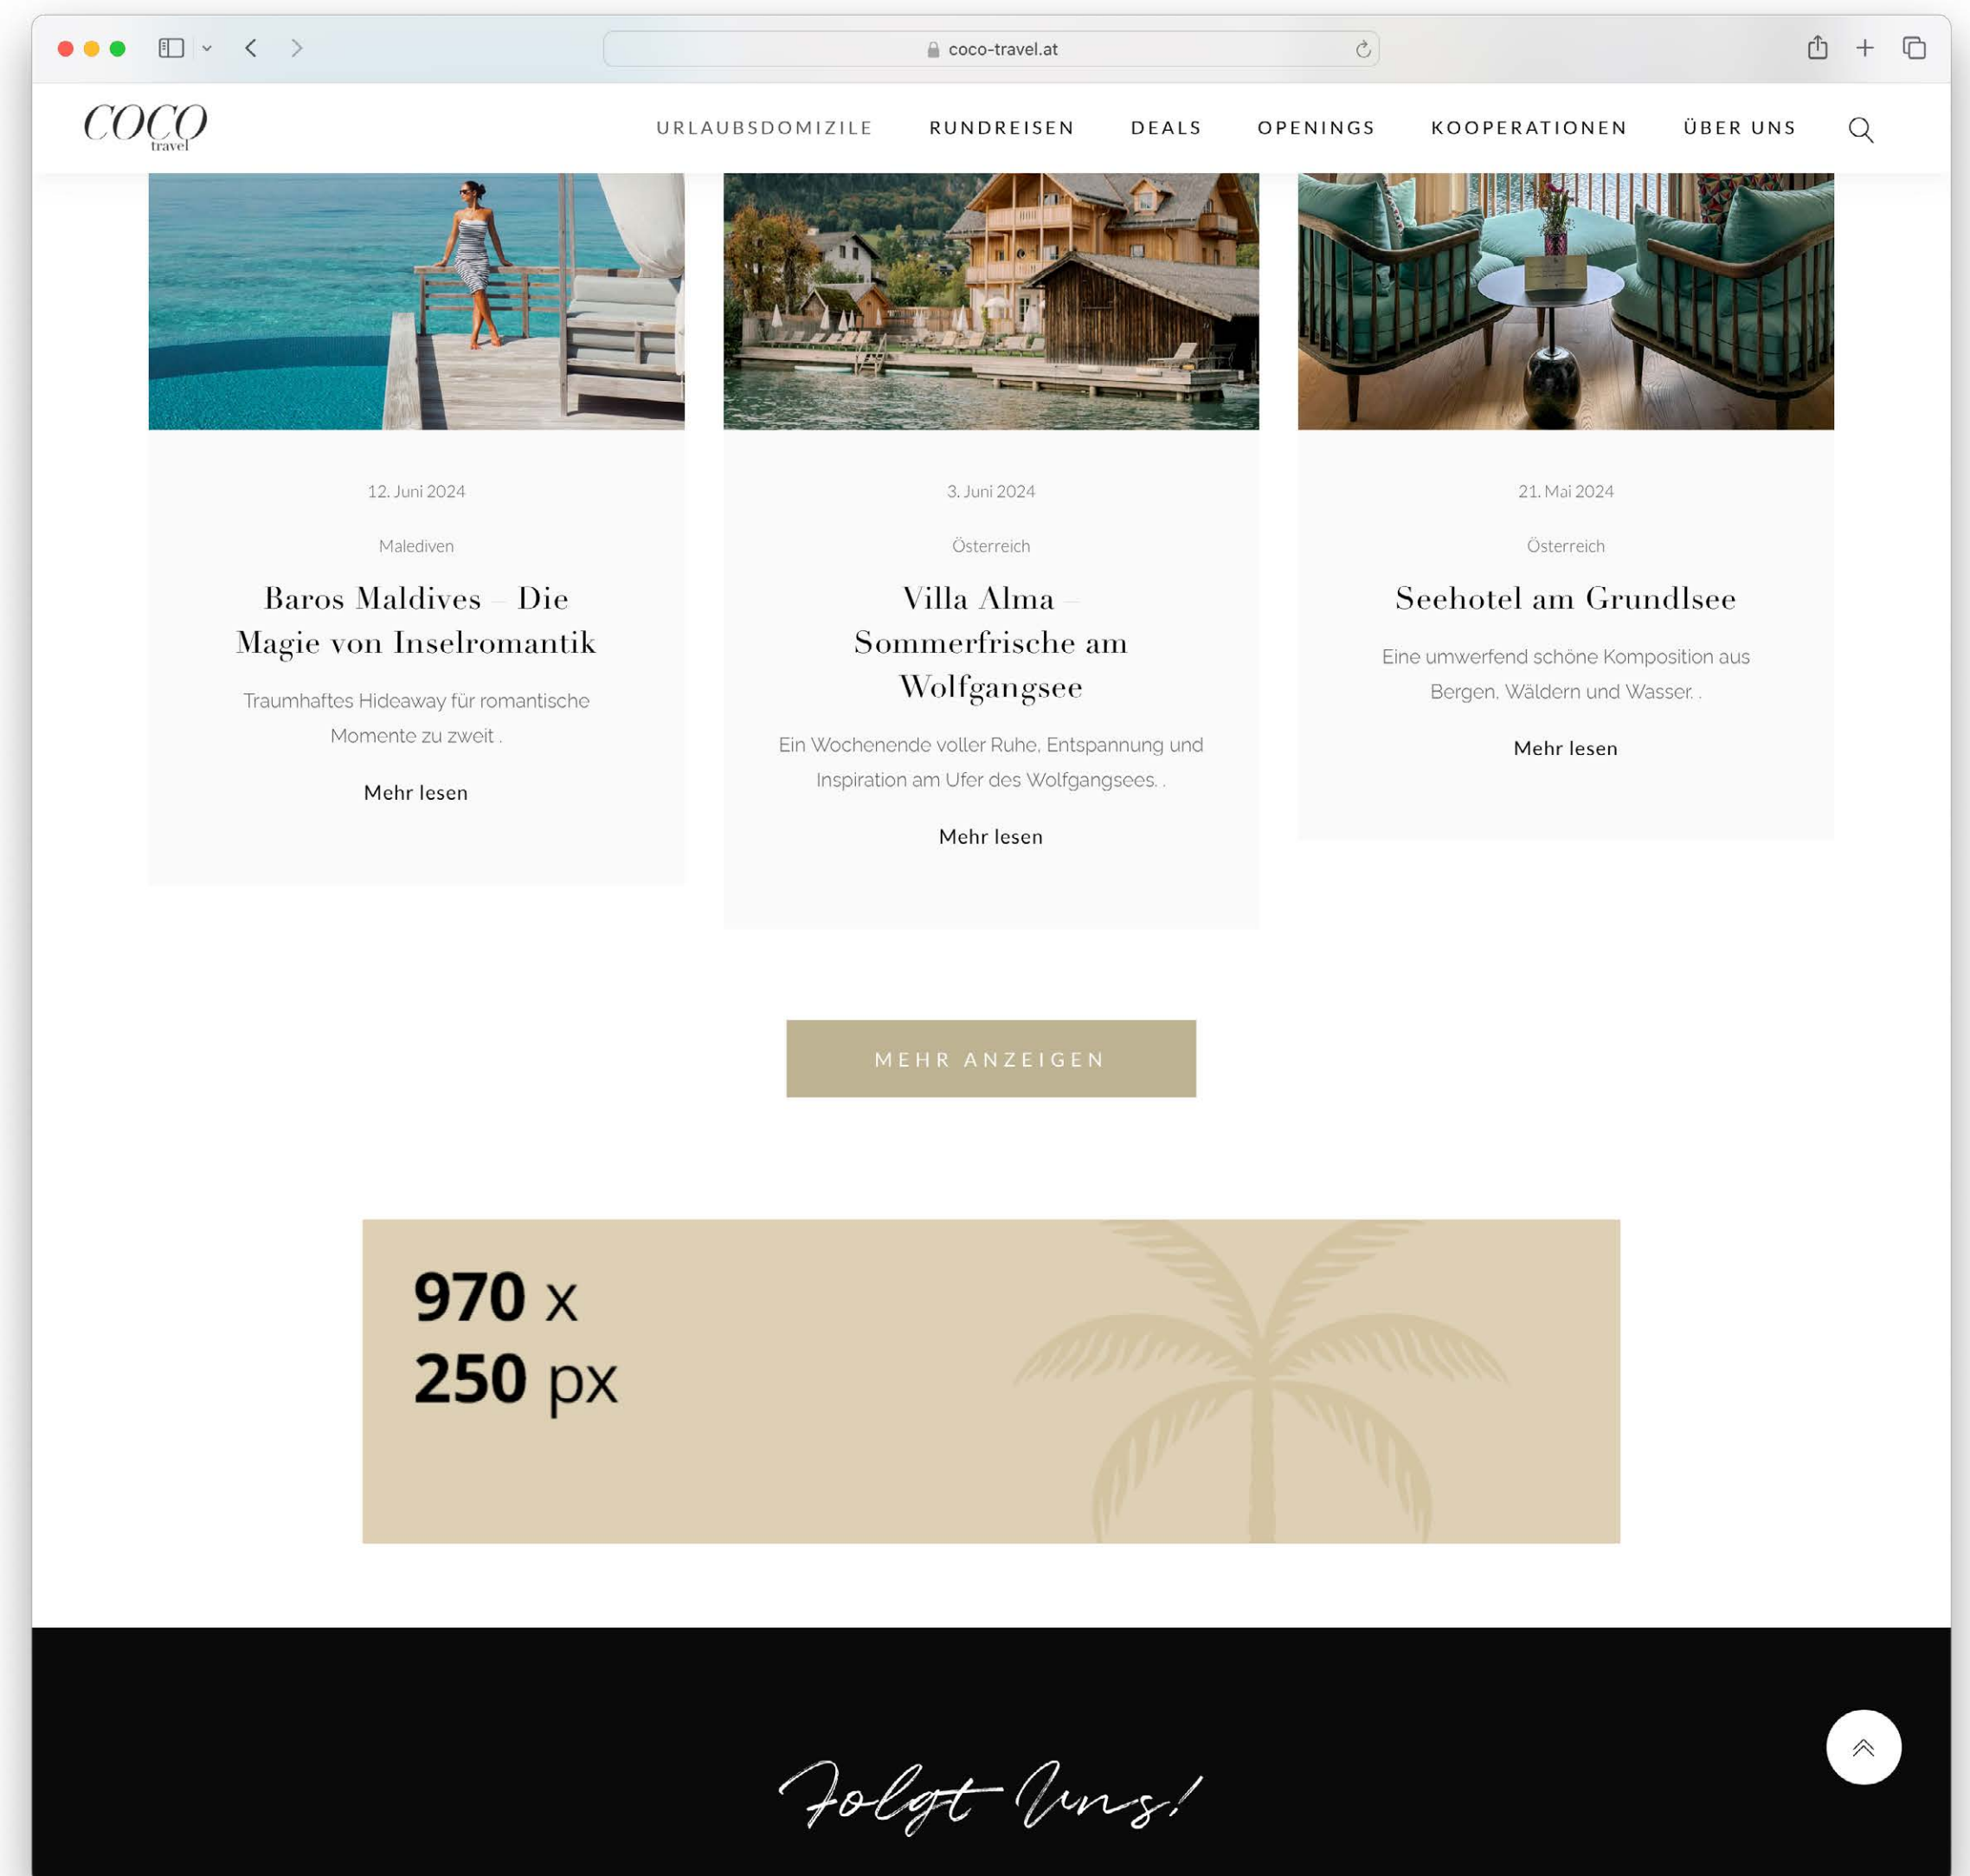 coco-travel.at
COCO
travel
URLAUBSDOMIZILE RUNDREISEN DEALS OPENINGS KOOPERATIONEN ÜBER UNS
12. Juni 2024
Malediven
Baros Maldives – Die
Magie von Inselromantik
Traumhaftes Hideaway für romantische
Momente zu zweit .
Mehr lesen
3. Juni 2024
Österreich
Villa Alma –
Sommerfrische am
Wolfgangsee
Ein Wochenende voller Ruhe, Entspannung und
Inspiration am Ufer des Wolfgangsees. .
Mehr lesen
21. Mai 2024
Österreich
Seehotel am Grundlsee
Eine umwerfend schöne Komposition aus
Bergen, Wäldern und Wasser. .
Mehr lesen
MEHR ANZEIGEN
970 x
250 px
Folgt Uns!